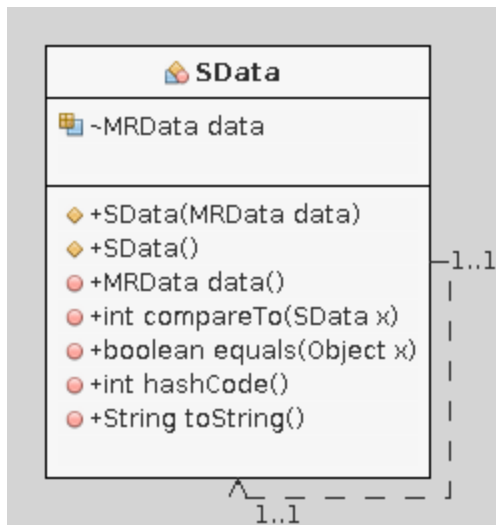 SData
~MRData data
+SData(MRData data)
+SData()
+MRData data()
+int compareTo(SData x)
1..1
+boolean equals(Object x)
+int hashCode()
+String toString()
1..1